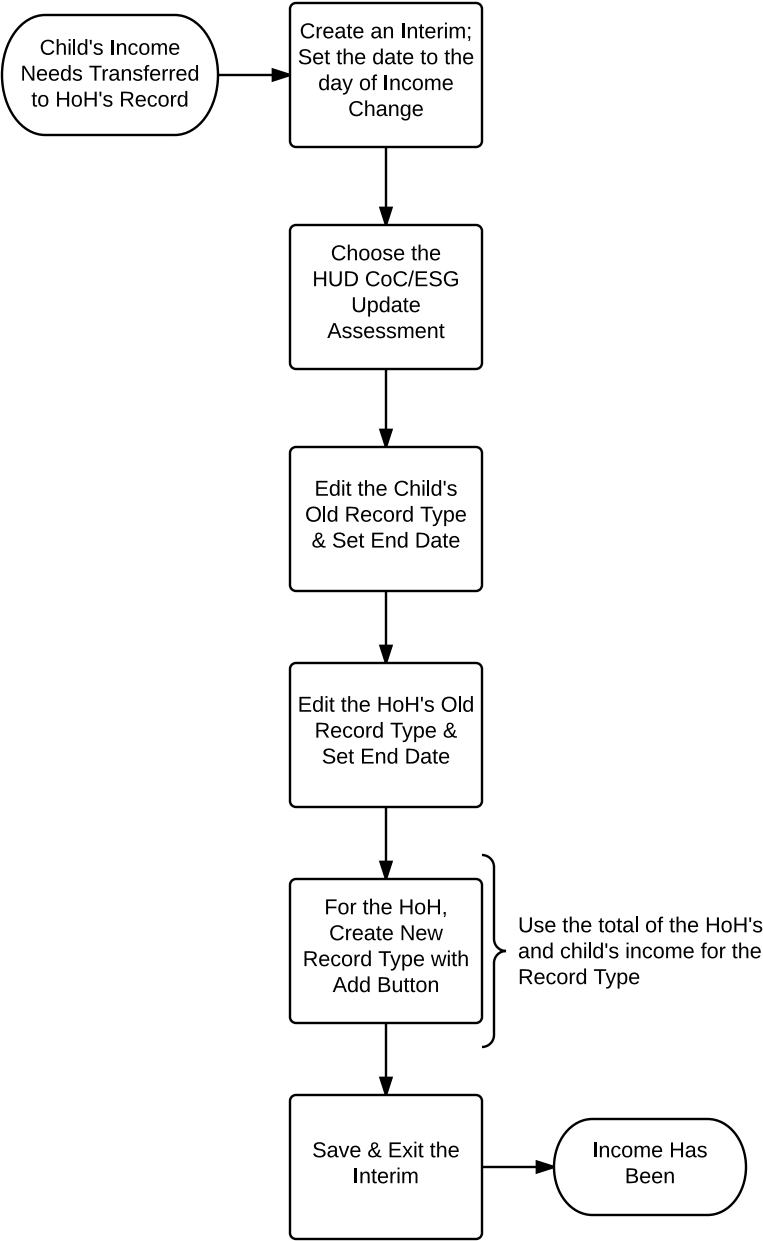 Child's Income
Needs Transferred
to HoH's Record
Create an Interim;
Set the date to the
day of Income
Change
Choose the
HUD CoC/ESG
Update
Assessment
Edit the Child's
Old Record Type
& Set End Date
Edit the HoH's Old
Record Type &
Set End Date
For the HoH,
Create New
Record Type with
Add Button
Use the total of the HoH's
and child's income for the
Record Type
Save & Exit the
Interim
Income Has
Been